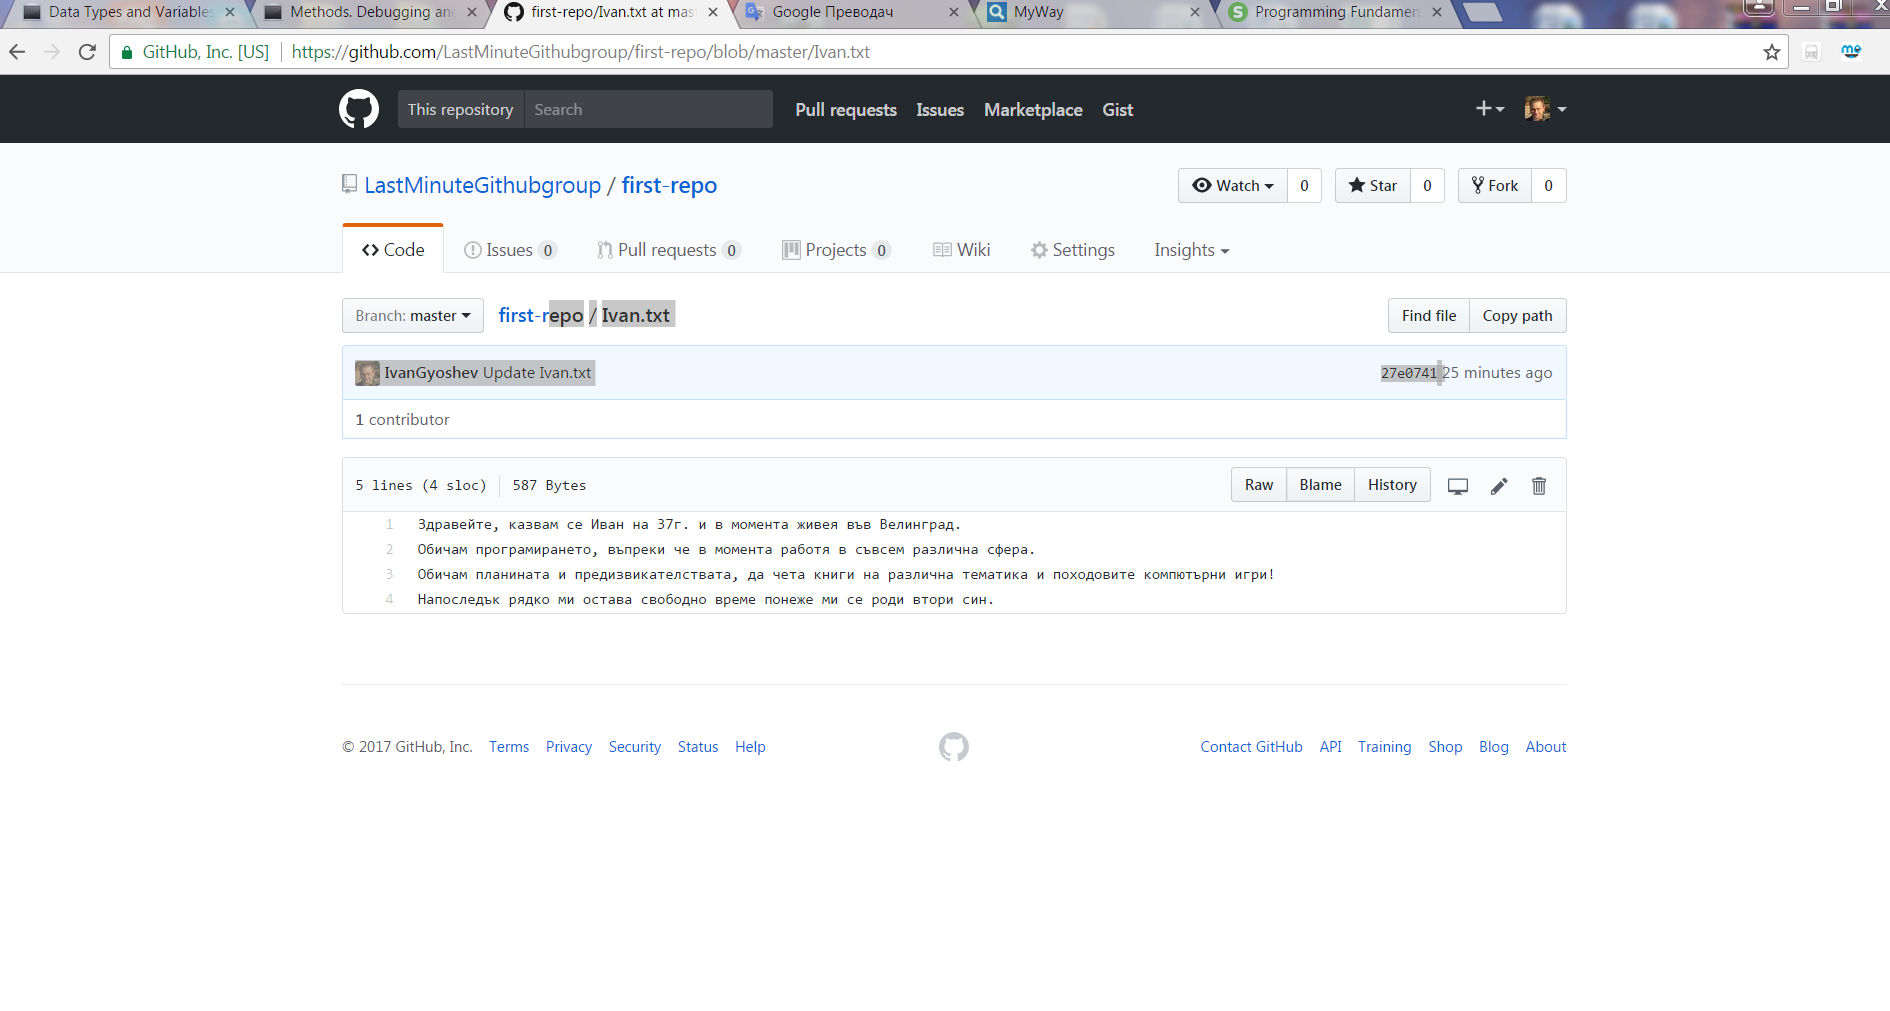 Data Types and Variables
Methods. Debugging and
first-repo/Ivan.txt at mas
Google Преводач
MyWay
Programming Fundamen
GitHub, Inc. [US]
https://github.com/LastMinuteGithubgroup/first-repo/blob/master/Ivan.txt
This repository Search Pull requests Issues Marketplace Gist
LastMinuteGithubgroup / first-repo
Watch 0 Star 0 Fork 0
Code Issues 0 Pull requests 0 Projects 0 Wiki Settings Insights
Branch: master first-repo / Ivan.txt Find file Copy path
IvanGyoshev Update Ivan.txt 27e0741 25 minutes ago
1 contributor
5 lines (4 sloc) 587 Bytes Raw Blame History
1 Здравейте, казвам се Иван на 37г. и в момента живея във Велинград.
2 Обичам програмирането, въпреки че в момента работя в съвсем различна сфера.
3 Обичам планината и предизвикателствата, да чета книги на различна тематика и походовите компютърни игри!
4 Напоследък рядко ми остава свободно време понеже ми се роди втори син.
© 2017 GitHub, Inc. Terms Privacy Security Status Help Contact GitHub API Training Shop Blog About